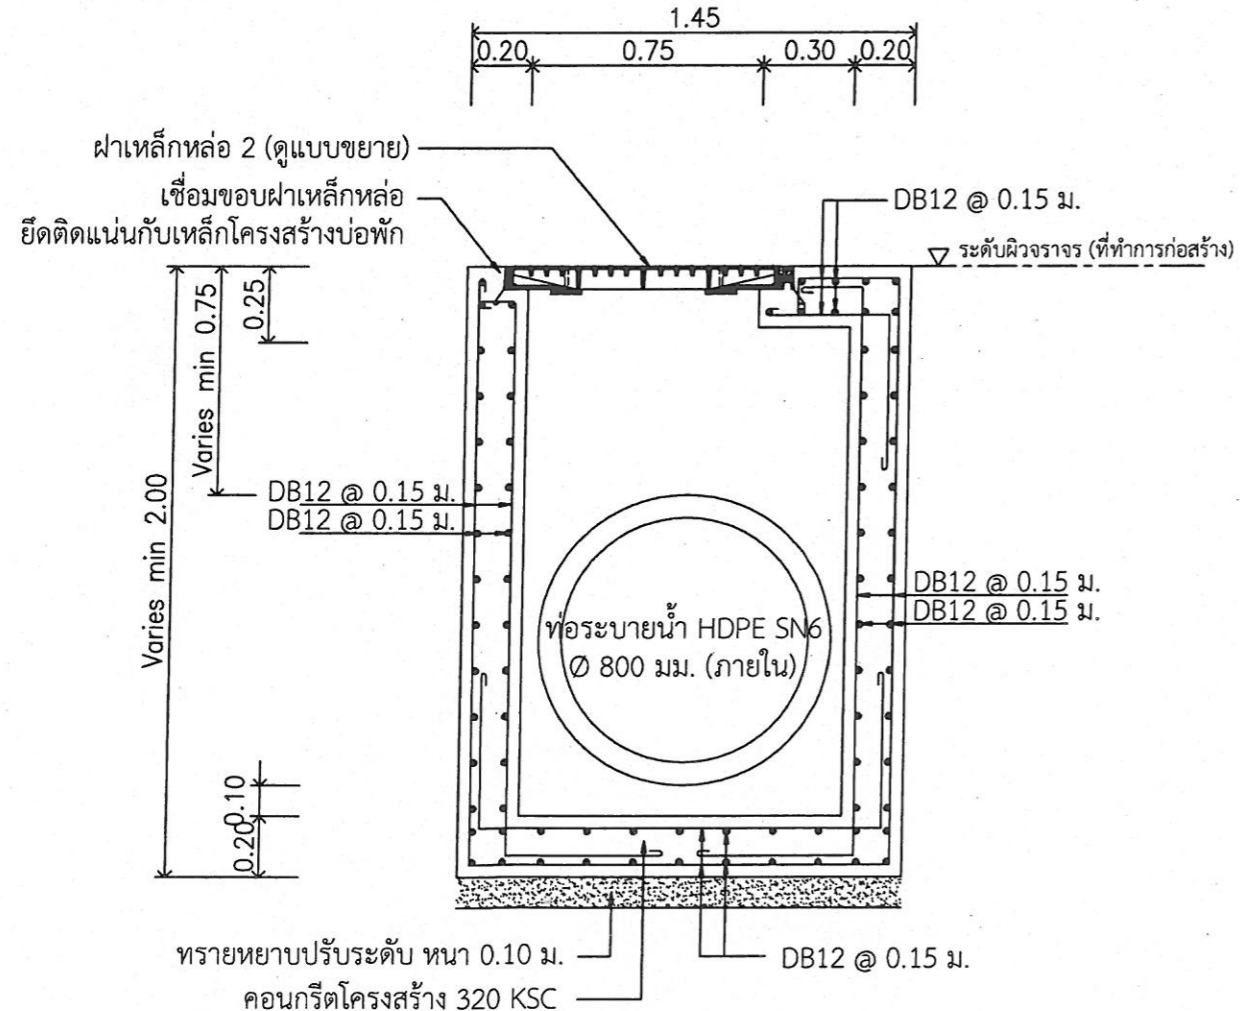 1.45
0.20 0.75 0.30 0.20
ฝาเหล็กหล่อ 2 (ดูแบบขยาย)
เชื่อมขอบฝาเหล็กหล่อ
ยึดติดแน่นกับเหล็กโครงสร้างบ่อพัก
DB12 @ 0.15 ม.
ระดับผิวจราจร (ที่ทำการก่อสร้าง)
0.25
Varies min 0.75
Varies min 2.00
DB12 @ 0.15 ม.
DB12 @ 0.15 ม.
DB12 @ 0.15 ม.
DB12 @ 0.15 ม.
ท่อระบายน้ำ HDPE SN6
Ø 800 มม. (ภายใน)
0.10
0.20
ทรายหยาบปรับระดับ หนา 0.10 ม.
DB12 @ 0.15 ม.
คอนกรีตโครงสร้าง 320 KSC